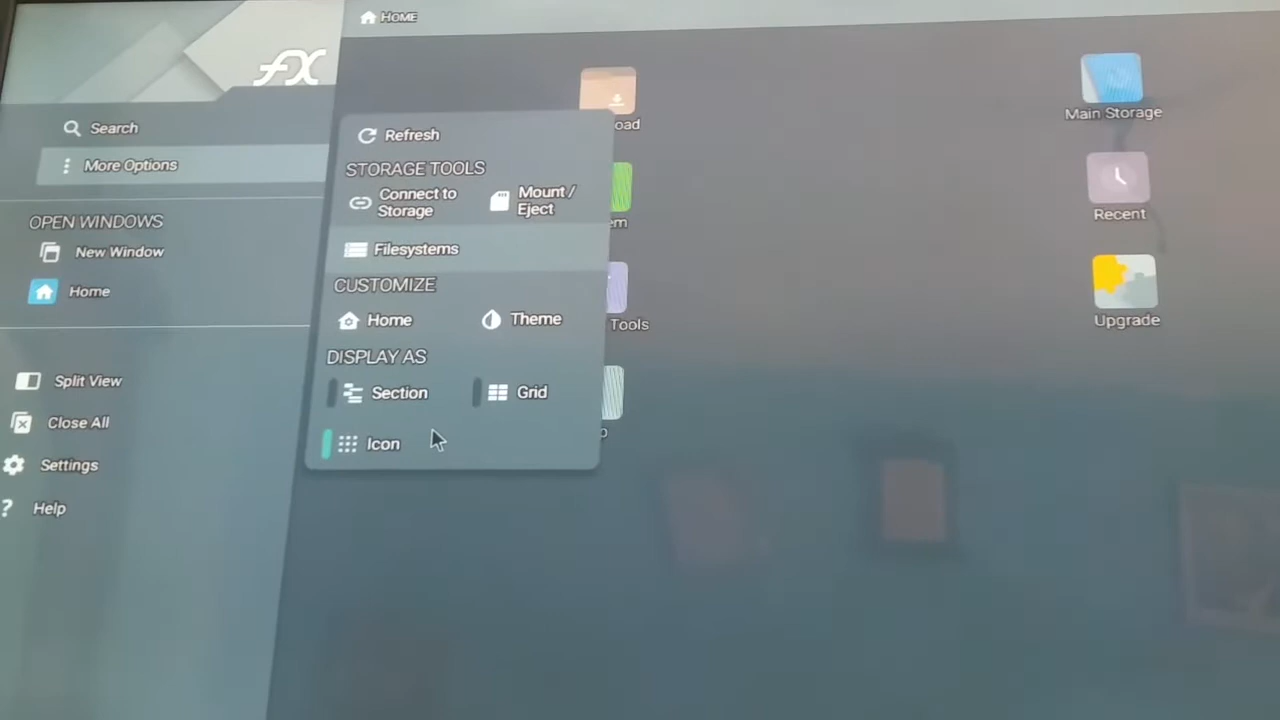 FX
HOME
Search
More Options
OPEN WINDOWS
New Window
Home
Split View
Close All
Settings
? Help
Refresh
STORAGE TOOLS
Connect to
Storage
Mount /
Eject
Filesystems
CUSTOMIZE
Home
Theme
DISPLAY AS
Section
Grid
Icon
oad
em
Tools
p
Main Storage
Recent
Upgrade